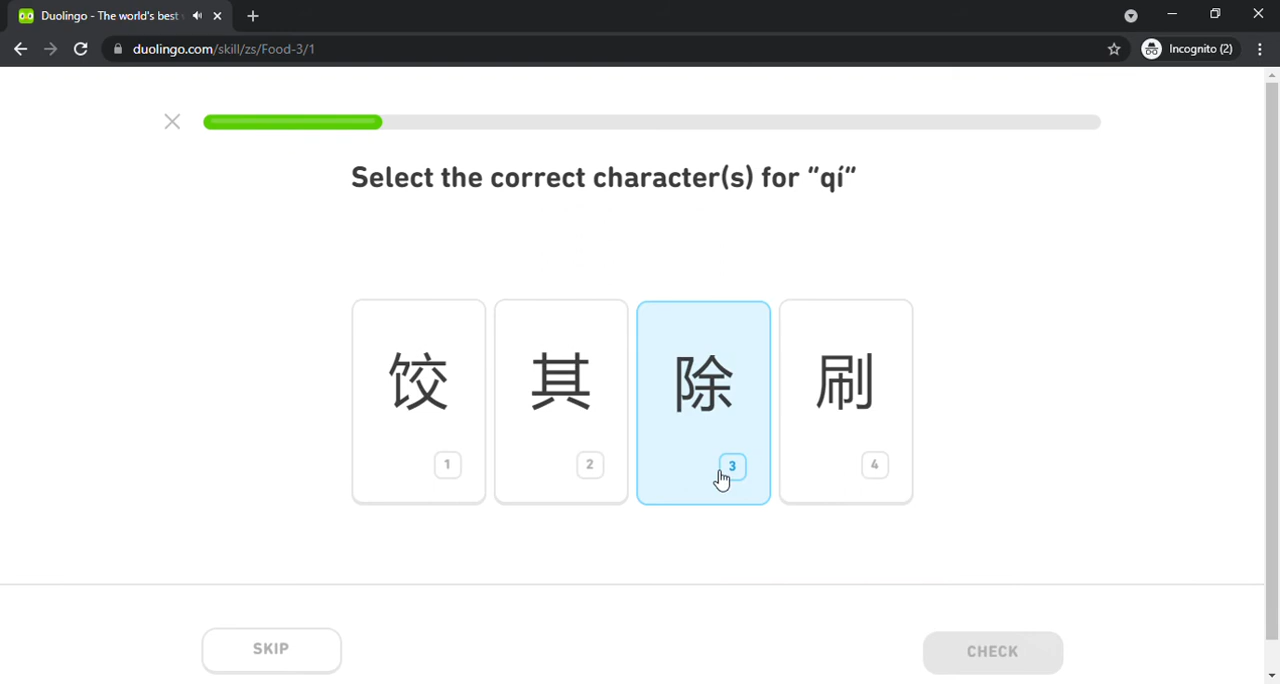 Duolingo - The world's best
duolingo.com/skill/zs/Food-3/1
Incognito (2)
Select the correct character(s) for "qí"
饺 其 除 刷
1 2 3 4
SKIP
CHECK